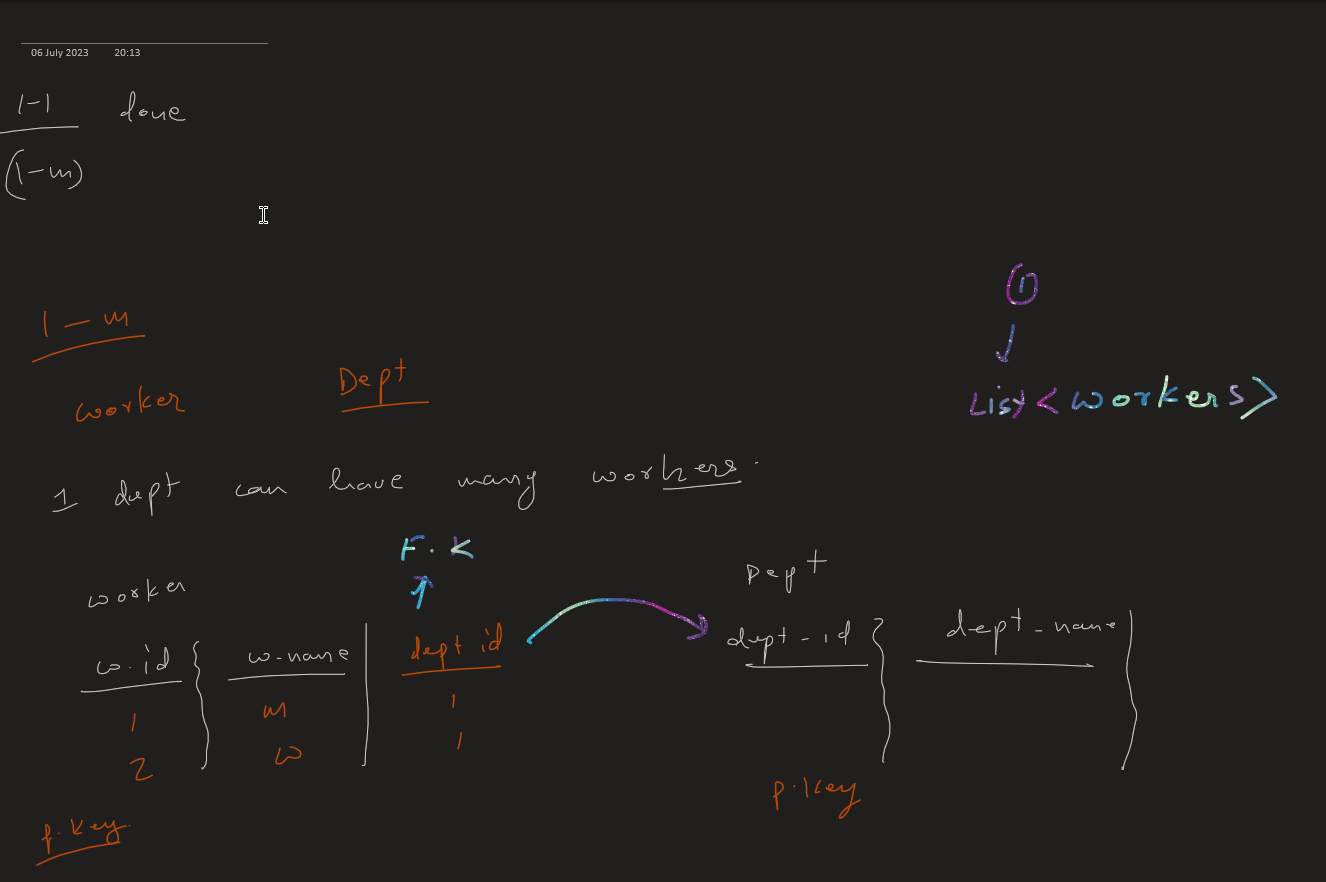 06 July 2023 20:13
1-1 done
(1-m)
①
List<workers>
1 - m
worker Dept
1 dept can have many workers.
F. K
worker Dept
w.id w-name dept id dept-id dept-name
1 m 1
2 w 1
p.key
p.key